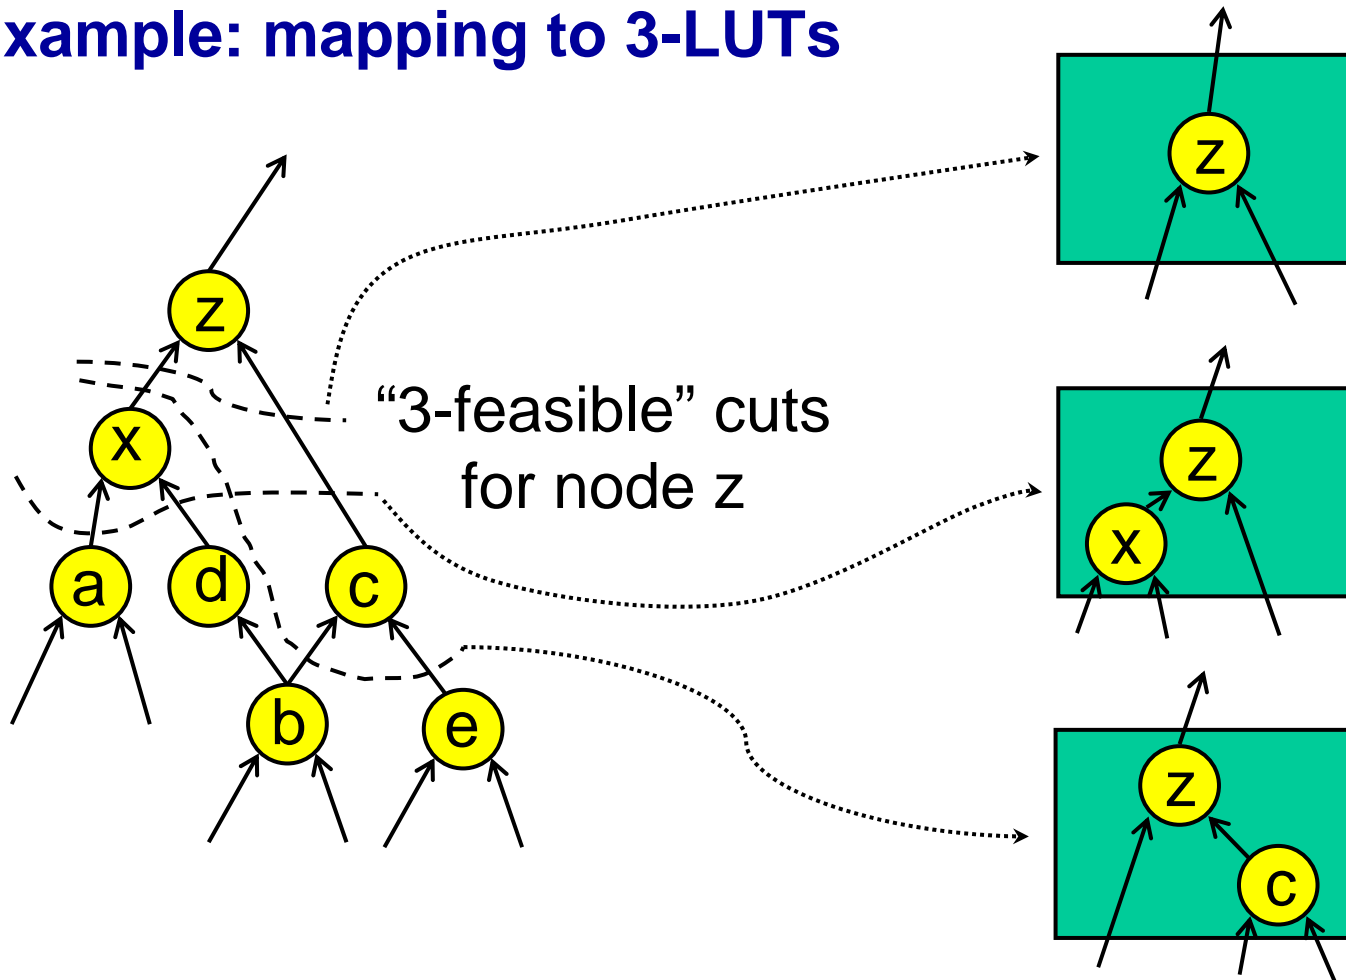 xample: mapping to 3-LUTs
z
z
“3-feasible” cuts
for node z
x
z
x
a
d
c
b
e
z
c